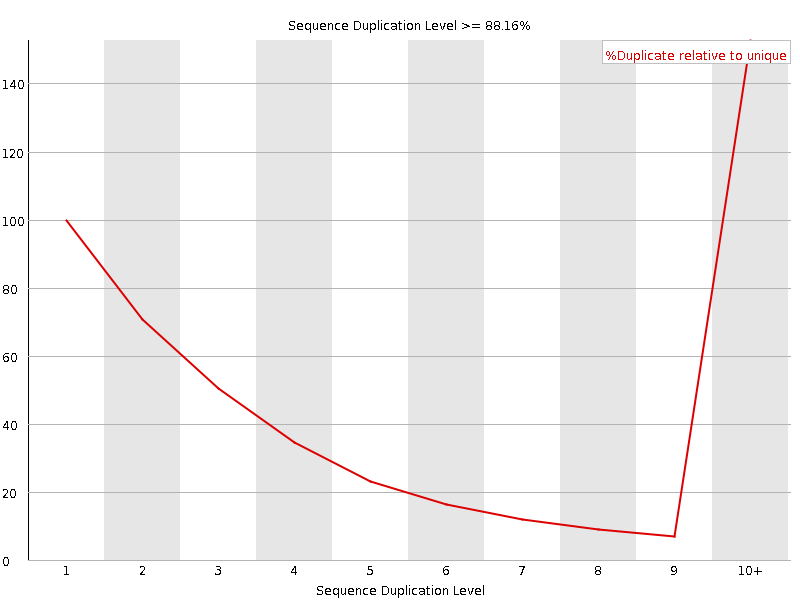 Sequence Duplication Level >= 88.16%
%Duplicate relative to unique
140
120
100
80
60
40
20
0
1 2 3 4 5 6 7 8 9 10+
Sequence Duplication Level